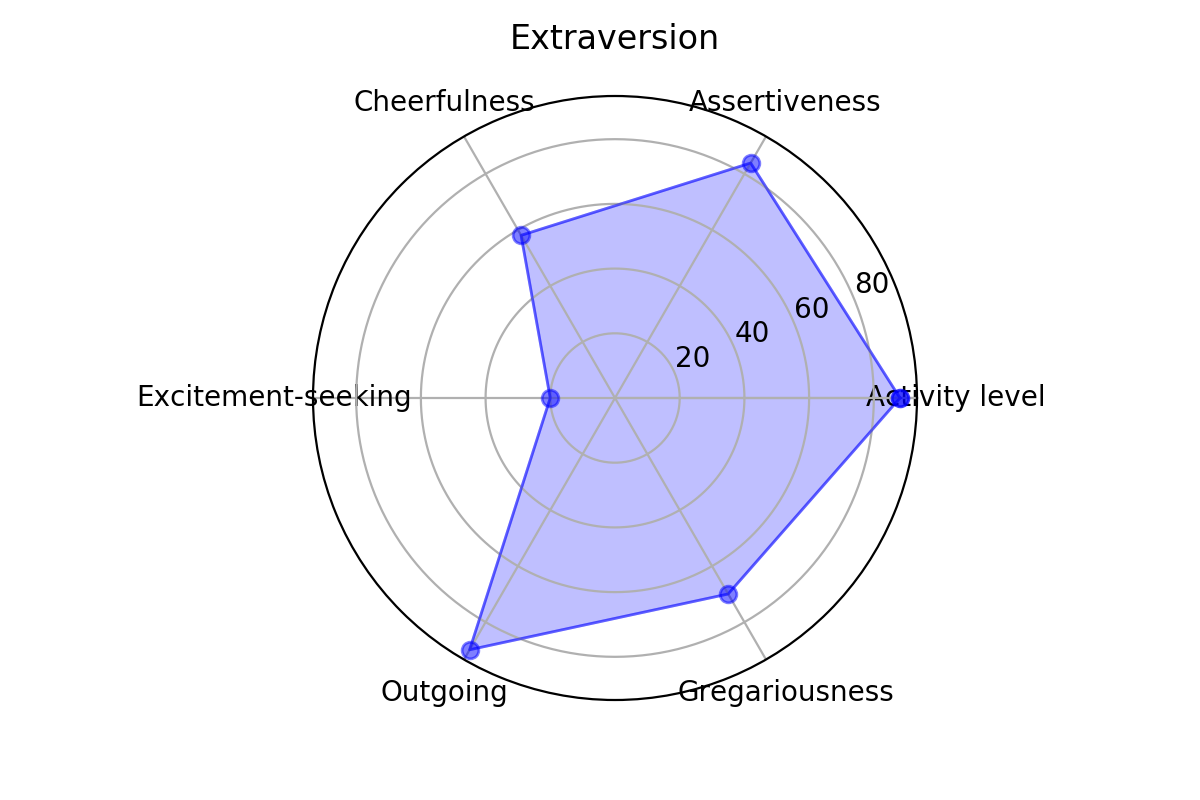 Extraversion
Cheerfulness
Assertiveness
80
60
40
20
Excitement-seeking
Activity level
Outgoing
Gregariousness